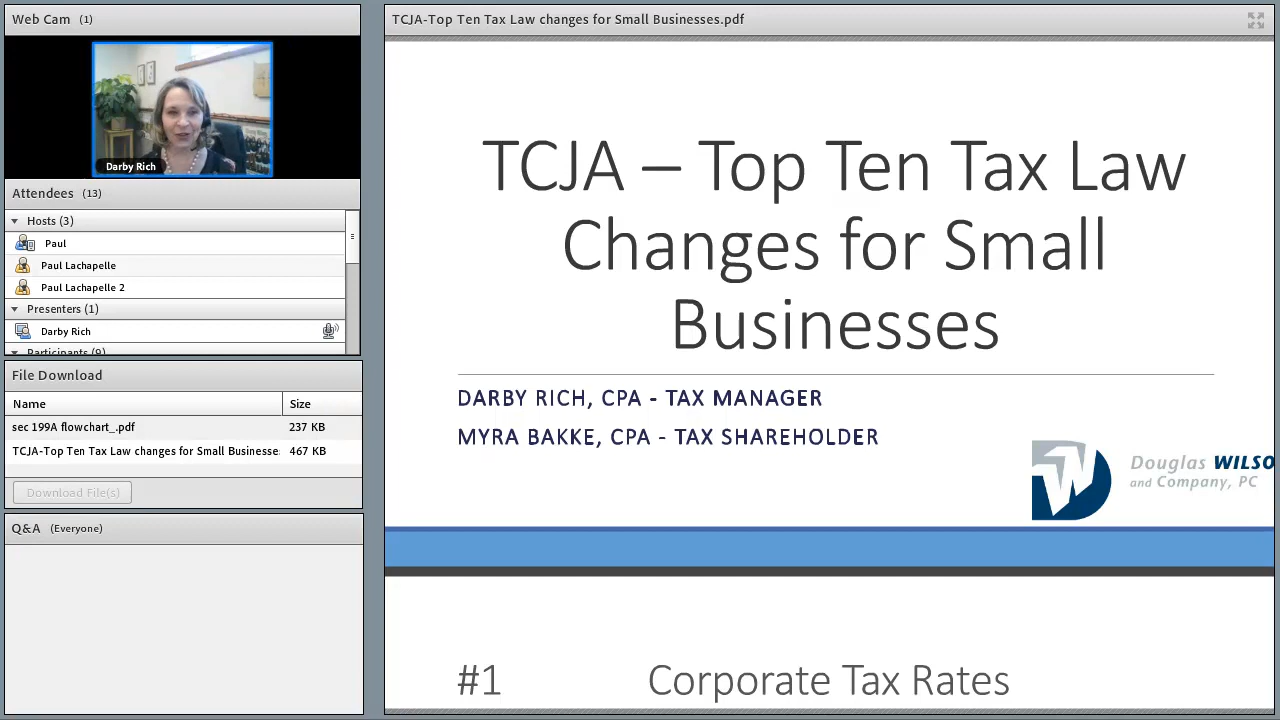 Web Cam (1)
Darby Rich
Attendees (13)
Hosts (3)
Paul
Paul Lachapelle
Paul Lachapelle 2
Presenters (1)
Darby Rich
Participants (9)
File Download
Name Size
sec 199A flowchart_.pdf 237 KB
TCJA-Top Ten Tax Law changes for Small Businesse 467 KB
Download File(s)
Q&A (Everyone)
TCJA-Top Ten Tax Law changes for Small Businesses.pdf
TCJA – Top Ten Tax Law
Changes for Small
Businesses
DARBY RICH, CPA - TAX MANAGER
MYRA BAKKE, CPA - TAX SHAREHOLDER
Douglas WILSO
and Company, PC
#1 Corporate Tax Rates